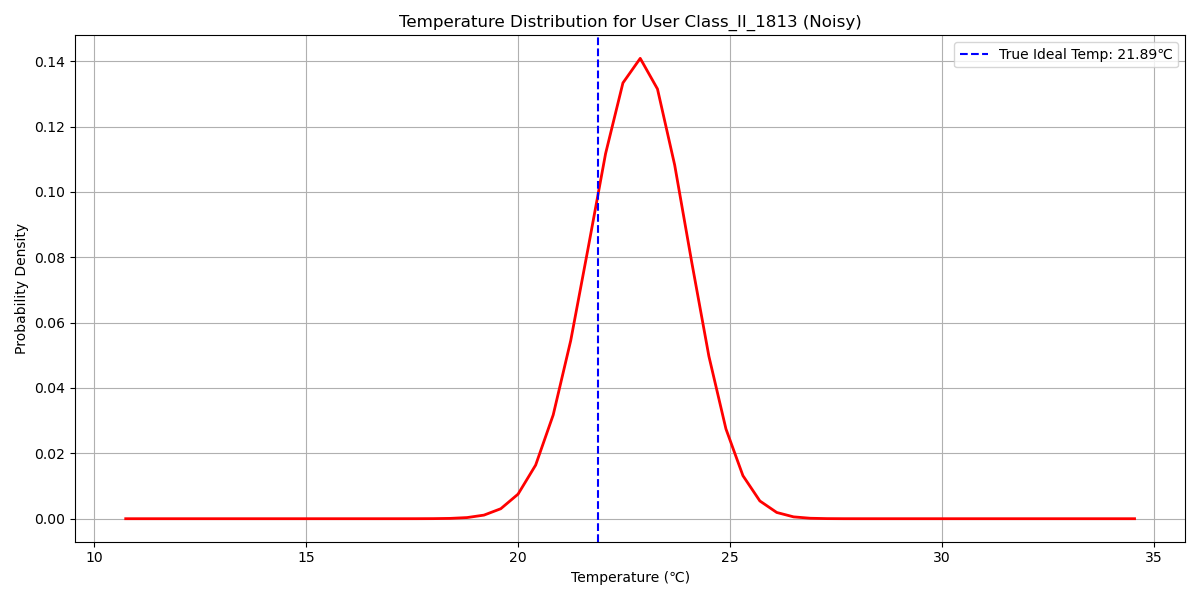 Temperature Distribution for User Class_II_1813 (Noisy)
True Ideal Temp: 21.89℃
Probability Density
0.14
0.12
0.10
0.08
0.06
0.04
0.02
0.00
10 15 20 25 30 35
Temperature (℃)